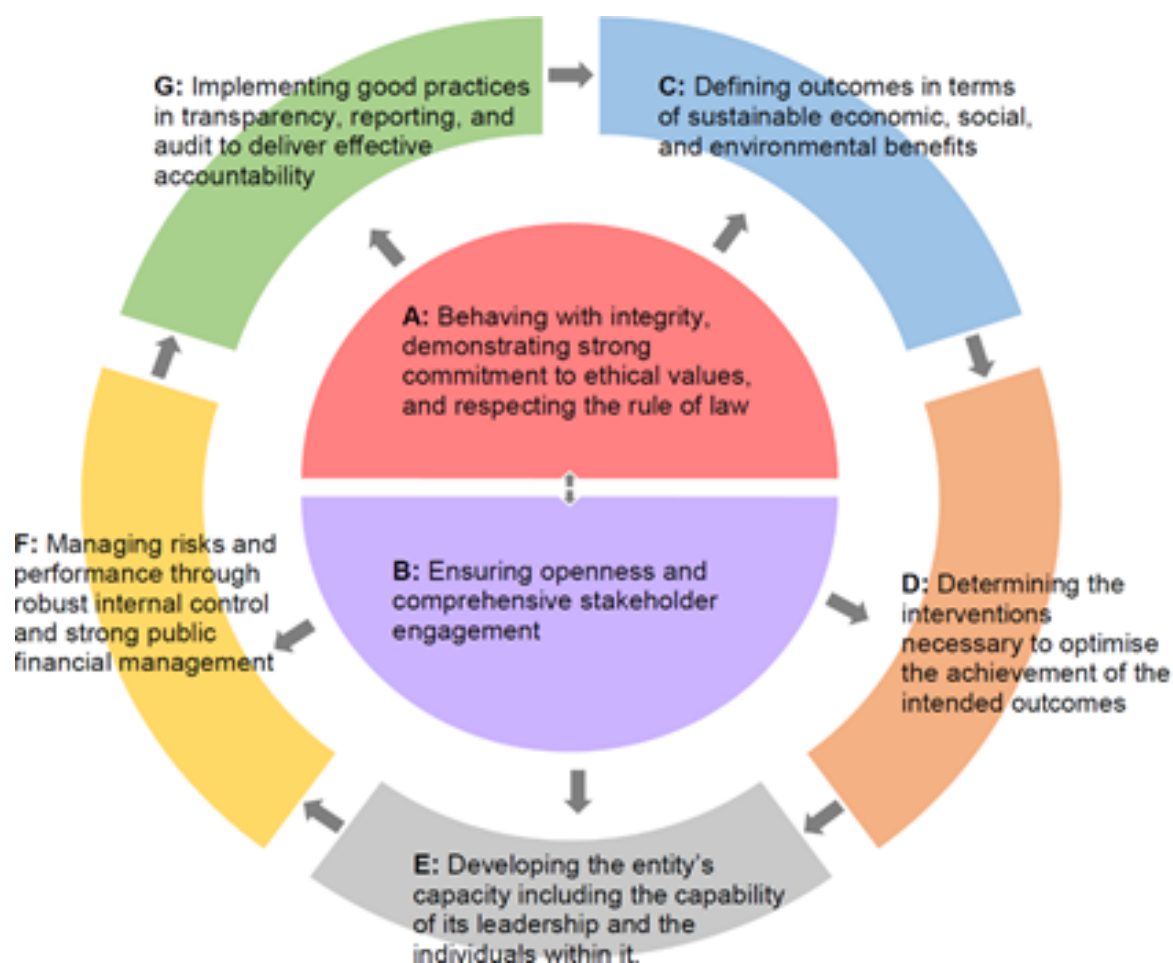 G: Implementing good practices
in transparency, reporting, and
audit to deliver effective
accountability
C: Defining outcomes in terms
of sustainable economic, social,
and environmental benefits
A: Behaving with integrity,
demonstrating strong
commitment to ethical values,
and respecting the rule of law
F: Managing risks and
performance through
robust internal control
and strong public
financial management
B: Ensuring openness and
comprehensive stakeholder
engagement
D: Determining the
interventions
necessary to optimise
the achievement of the
intended outcomes
E: Developing the entity’s
capacity including the capability
of its leadership and the
individuals within it.